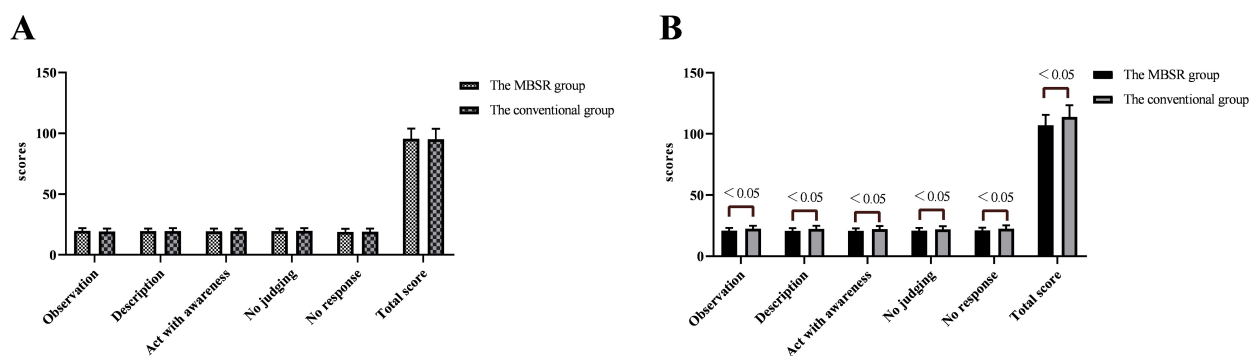 A
150
100
50
0
scores
Observation
Description
Act with awareness
No judging
No response
Total score
The MBSR group
The conventional group
B
150
100
50
0
scores
< 0.05
< 0.05
< 0.05
< 0.05
< 0.05
< 0.05
Observation
Description
Act with awareness
No judging
No response
Total score
The MBSR group
The conventional group